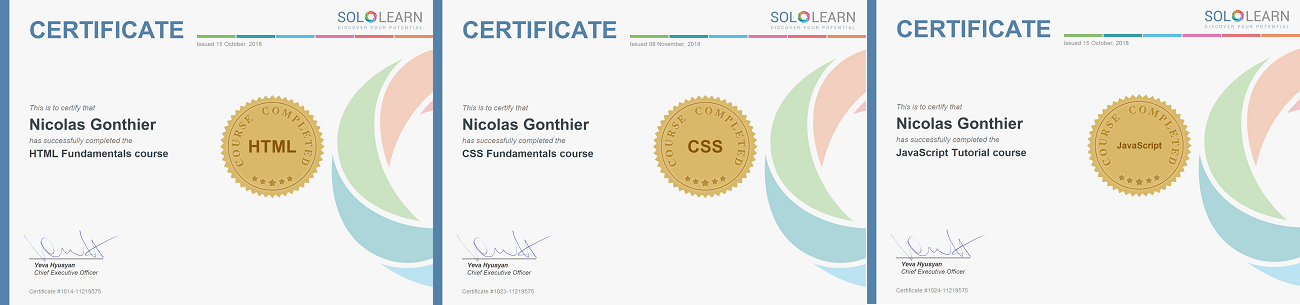 CERTIFICATE
SOLOLEARN
DISCOVER YOUR POTENTIAL
Issued 15 October, 2018
This is to certify that
Nicolas Gonthier
has successfully completed the
HTML Fundamentals course
COURSE COMPLETED
HTML
Yeva Hyusyan
Chief Executive Officer
Certificate #1014-11219575
CERTIFICATE
SOLOLEARN
DISCOVER YOUR POTENTIAL
Issued 08 November, 2018
This is to certify that
Nicolas Gonthier
has successfully completed the
CSS Fundamentals course
COURSE COMPLETED
CSS
Yeva Hyusyan
Chief Executive Officer
Certificate #1023-11219575
CERTIFICATE
SOLOLEARN
DISCOVER YOUR POTENTIAL
Issued 15 October, 2018
This is to certify that
Nicolas Gonthier
has successfully completed the
JavaScript Tutorial course
COURSE COMPLETED
JavaScript
Yeva Hyusyan
Chief Executive Officer
Certificate #1024-11219575